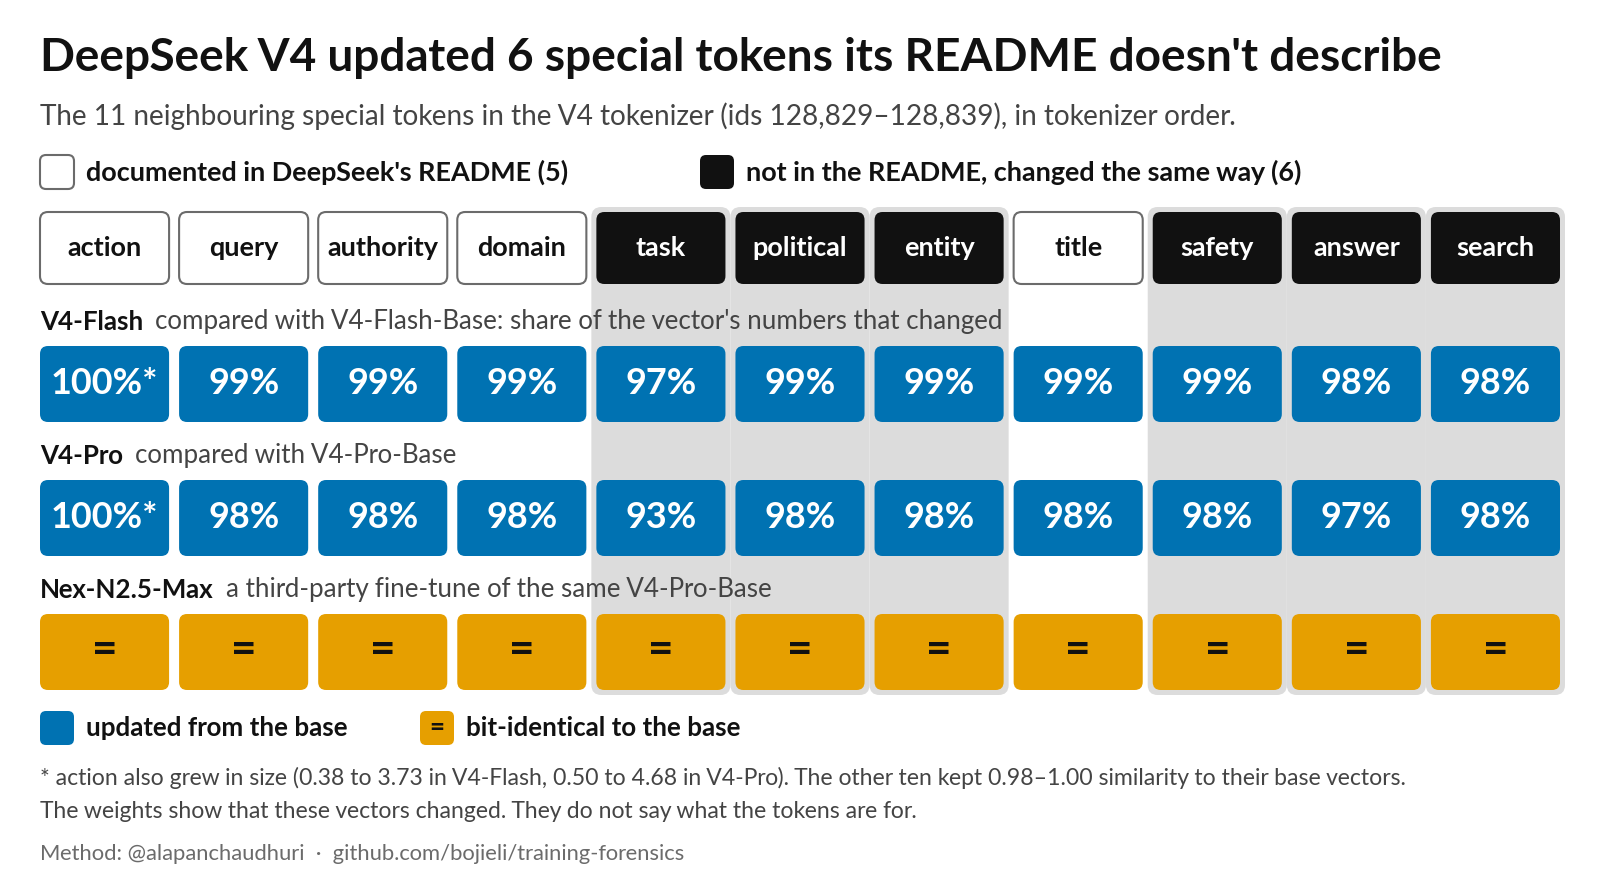 DeepSeek V4 updated 6 special tokens its README doesn't describe
The 11 neighbouring special tokens in the V4 tokenizer (ids 128,829–128,839), in tokenizer order.
documented in DeepSeek's README (5) not in the README, changed the same way (6)
action query authority domain task political entity title safety answer search
V4-Flash compared with V4-Flash-Base: share of the vector's numbers that changed
100%* 99% 99% 99% 97% 99% 99% 99% 99% 98% 98%
V4-Pro compared with V4-Pro-Base
100%* 98% 98% 98% 93% 98% 98% 98% 98% 97% 98%
Nex-N2.5-Max a third-party fine-tune of the same V4-Pro-Base
= = = = = = = = = = =
updated from the base = bit-identical to the base
* action also grew in size (0.38 to 3.73 in V4-Flash, 0.50 to 4.68 in V4-Pro). The other ten kept 0.98–1.00 similarity to their base vectors.
The weights show that these vectors changed. They do not say what the tokens are for.
Method: @alapanchaudhuri · github.com/bojieli/training-forensics